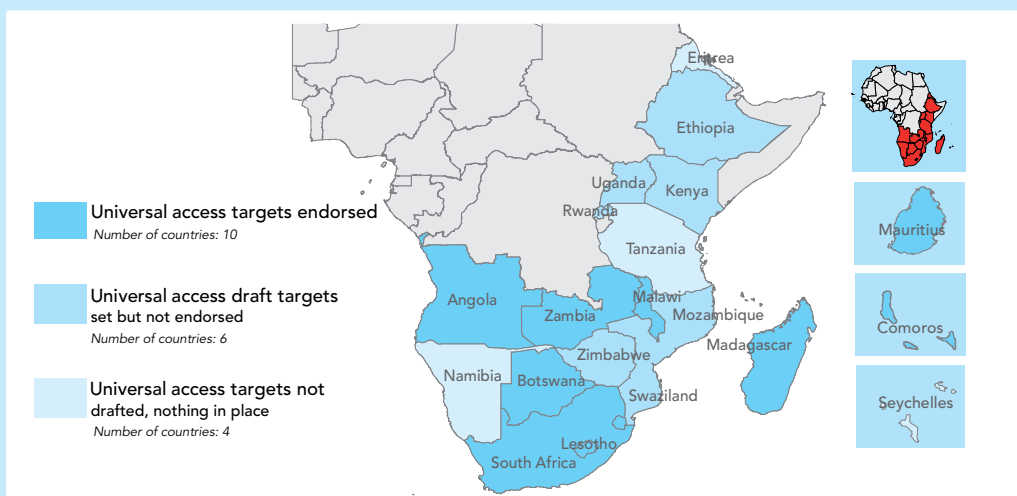 Eritrea
Ethiopia
Uganda
Kenya
Rwanda
Universal access targets endorsed
Number of countries: 10
Mauritius
Tanzania
Universal access draft targets
set but not endorsed
Number of countries: 6
Angola
Malawi
Zambia
Mozambique
Comoros
Madagascar
Zimbabwe
Universal access targets not
drafted, nothing in place
Number of countries: 4
Namibia
Botswana
Swaziland
Seychelles
Lesotho
South Africa